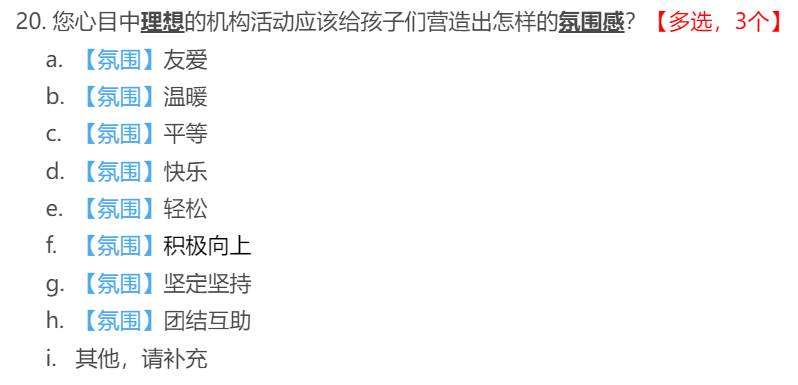 20. 您心目中理想的机构活动应该给孩子们营造出怎样的氛围感？【多选，3个】
a. 【氛围】友爱
b. 【氛围】温暖
c. 【氛围】平等
d. 【氛围】快乐
e. 【氛围】轻松
f. 【氛围】积极向上
g. 【氛围】坚定坚持
h. 【氛围】团结互助
i. 其他，请补充